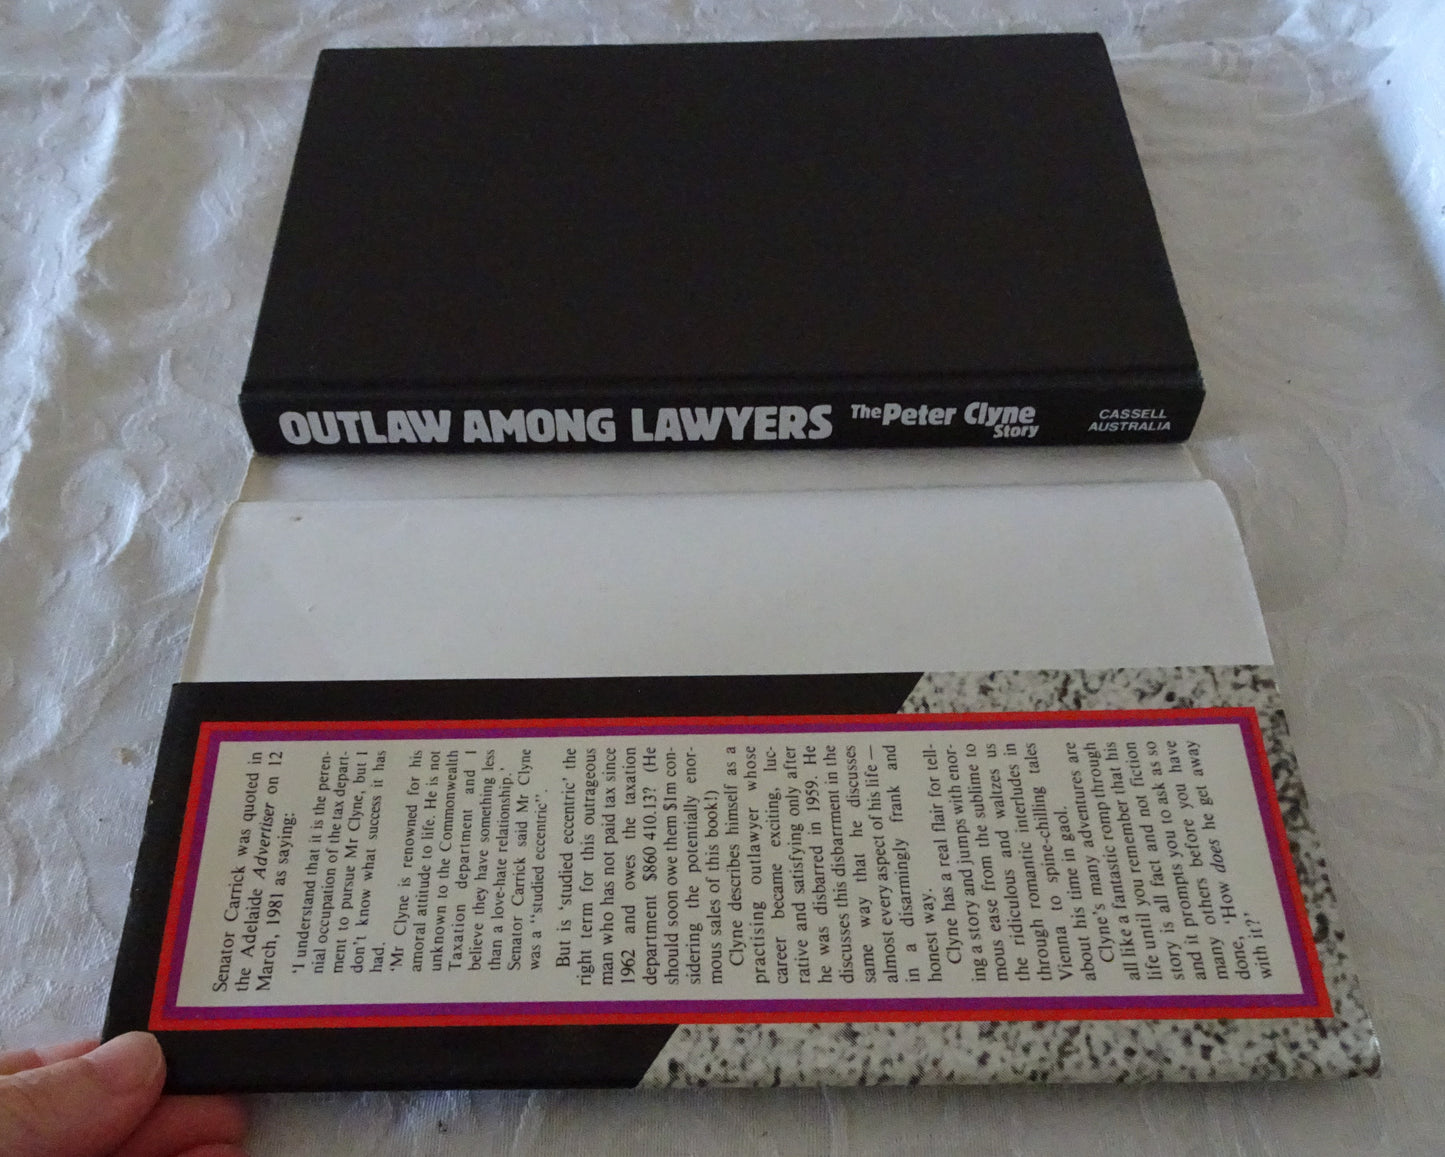 OUTLAW AMONG LAWYERS The Peter Clyne Story
CASSELL
AUSTRALIA
Senator Carrick was quoted in
the Adelaide Advertiser on 12
March, 1981 as saying:
'I understand that it is the peren-
nial occupation of the tax depart-
ment to pursue Mr Clyne, but I
don't know what success it has
had.
'Mr Clyne is renowned for his
amoral attitude to life. He is not
unknown to the Commonwealth
Taxation department and I
believe they have something less
than a love-hate relationship.'
Senator Carrick said Mr Clyne
was a "studied eccentric".
But is 'studied eccentric' the
right term for this outrageous
man who has not paid tax since
1962 and owes the taxation
department $860 410.13? (He
should soon owe them $1m con-
sidering the potentially enor-
mous sales of this book!)
Clyne describes himself as a
practising outlawyer whose
career became exciting, luc-
rative and satisfying only after
he was disbarred in 1959. He
discusses this disbarment in the
same way that he discusses
almost every aspect of his life —
in a disarmingly frank and
honest way.
Clyne has a real flair for tell-
ing a story and jumps with enor-
mous ease from the sublime to
the ridiculous and waltzes us
through romantic interludes in
Vienna to spine-chilling tales
about his time in gaol.
Clyne's many adventures are
all like a fantastic romp through
life until you remember that his
story is all fact and not fiction
and it prompts you to ask as so
many others before you have
done, 'How does he get away
with it?'